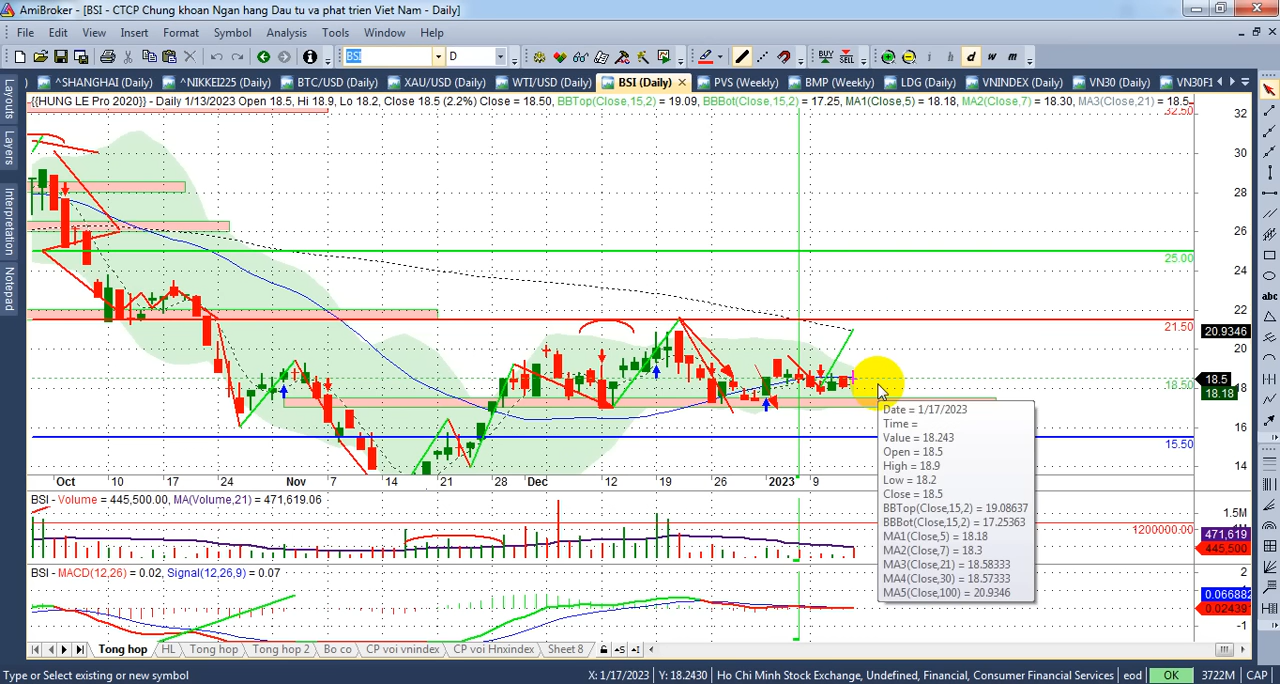 AmiBroker - [BSI - CTCP Chung khoan Ngan hang Dau tu va phat trien Viet Nam - Daily]
File Edit View Insert Format Symbol Analysis Tools Window Help
BSI D BUY SELL i h d w m
^SHANGHAI (Daily) ^NIKKEI225 (Daily) BTC/USD (Daily) XAU/USD (Daily) WTI/USD (Daily) BSI (Daily) PVS (Weekly) BMP (Weekly) LDG (Daily) VNINDEX (Daily) VN30 (Daily) VN30F1
Layouts
Layers
Interpretation
Notepad
{{HUNG LE Pro 2020}} - Daily 1/13/2023 Open 18.5, Hi 18.9, Lo 18.2, Close 18.5 (2.2%) Close = 18.50, BBTop(Close,15,2) = 19.09, BBBot(Close,15,2) = 17.25, MA1(Close,5) = 18.18, MA2(Close,7) = 18.30, MA3(Close,21) = 18.5
32.50
32
30
28
26
25.00
24
22
21.50
20.9346
20
18.50
18.5
18
18.18
16
15.50
14
abc
Date = 1/17/2023
Time =
Value = 18.243
Open = 18.5
High = 18.9
Low = 18.2
Close = 18.5
BBTop(Close,15,2) = 19.08637
BBBot(Close,15,2) = 17.25363
MA1(Close,5) = 18.18
MA2(Close,7) = 18.3
MA3(Close,21) = 18.58333
MA4(Close,30) = 18.57333
MA5(Close,100) = 20.9346
Oct 10 17 24 Nov 7 14 21 28 Dec 12 19 26 2023 9
BSI - Volume = 445,500.00, MA(Volume,21) = 471,619.06
1.5M
1200000.00
471,619
445,500
BSI - MACD(12,26) = 0.02, Signal(12,26,9) = 0.07
2
1
0.066882
0.02439
-1
Tong hop HL Tong hop Tong hop 2 Bo co CP voi vnindex CP voi Hnxindex Sheet 8
Type or Select existing or new symbol X: 1/17/2023 Y: 18.2430 Ho Chi Minh Stock Exchange, Undefined, Financial, Consumer Financial Services eod OK 3722M CAP